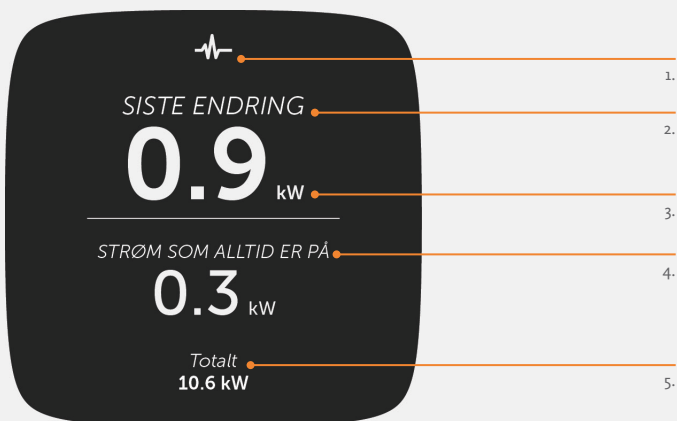 1.
SISTE ENDRING
2.
0.9 kW
3.
STRØM SOM ALLTID ER PÅ
4.
0.3 kW
Totalt
5.
10.6 kW